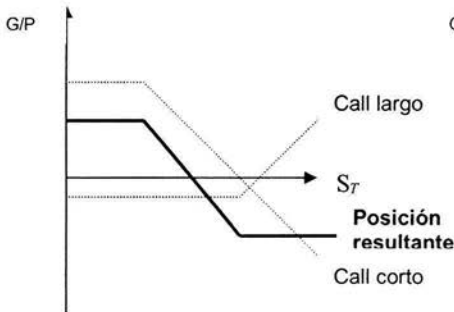 G/P
Call largo
S_T
Posición
resultante
Call corto